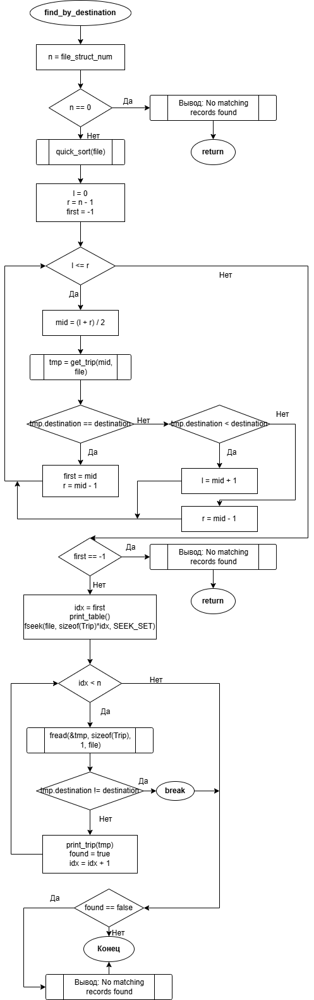 find_by_destination
n = file_struct_num
n == 0
Да
Вывод: No matching
records found
Нет
return
quick_sort(file)
l = 0
r = n - 1
first = -1
l <= r
Нет
Да
mid = (l + r) / 2
tmp = get_trip(mid,
file)
tmp.destination == destination
Нет
tmp.destination < destination
Нет
Да
Да
first = mid
r = mid - 1
l = mid + 1
r = mid - 1
first == -1
Да
Вывод: No matching
records found
Нет
return
idx = first
print_table()
fseek(file, sizeof(Trip)*idx, SEEK_SET)
idx < n
Нет
Да
fread(&tmp, sizeof(Trip),
1, file)
tmp.destination != destination
Да
break
Нет
print_trip(tmp)
found = true
idx = idx + 1
Да
found == false
Нет
Конец
Вывод: No matching
records found